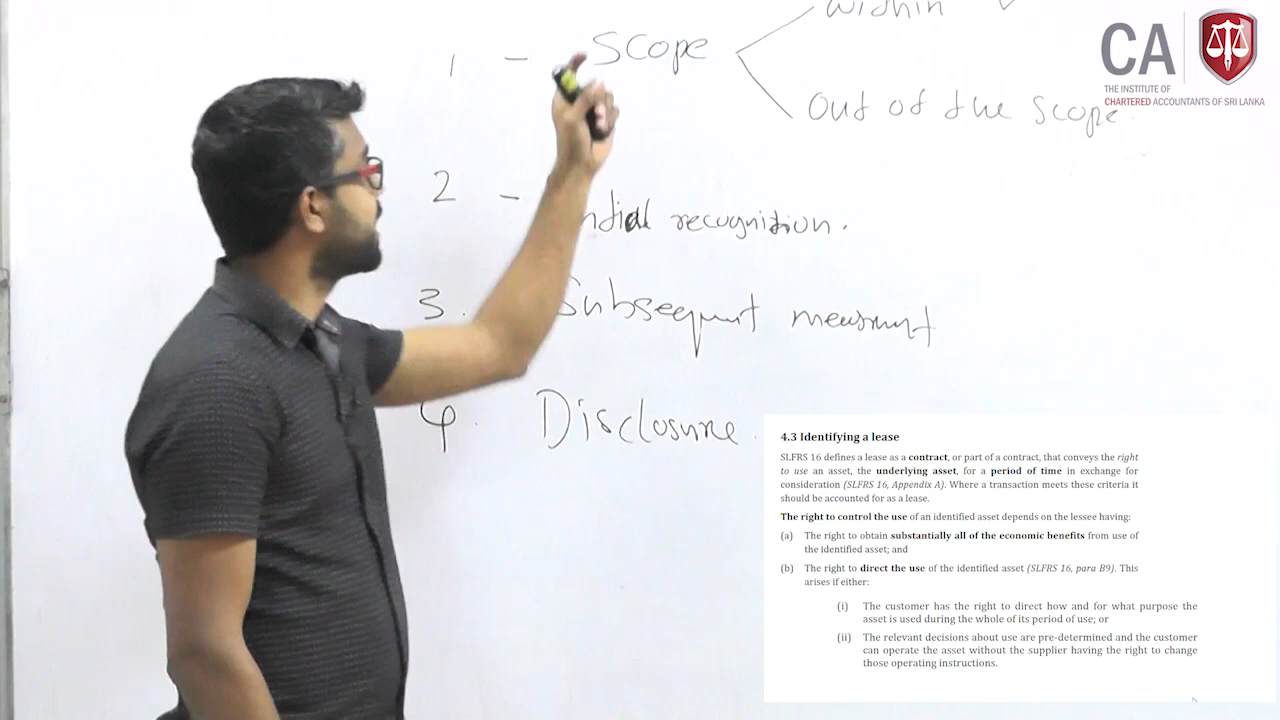 within
1 - Scope
Out of the scope
2 - recognition.
3. Subsequent
4. Disclosure
CA
THE INSTITUTE OF
CHARTERED ACCOUNTANTS OF SRI LANKA
4.3 Identifying a lease
SLFRS 16 defines a lease as a contract, or part of a contract, that conveys the right
to use an asset, the underlying asset, for a period of time in exchange for
consideration (SLFRS 16, Appendix A). Where a transaction meets these criteria it
should be accounted for as a lease.
The right to control the use of an identified asset depends on the lessee having:
(a) The right to obtain substantially all of the economic benefits from use of
the identified asset; and
(b) The right to direct the use of the identified asset (SLFRS 16, para B9). This
arises if either:
(i) The customer has the right to direct how and for what purpose the
asset is used during the whole of its period of use; or
(ii) The relevant decisions about use are pre-determined and the customer
can operate the asset without the supplier having the right to change
those operating instructions.